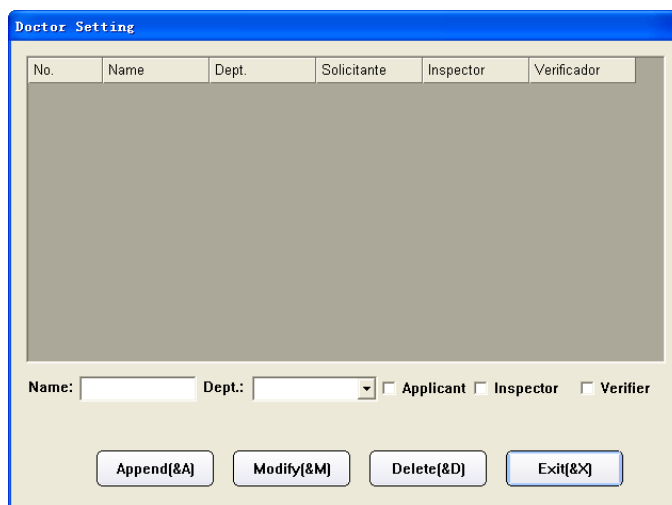 Doctor Setting
No. Name Dept. Solicitante Inspector Verificador
Name: Dept.: Applicant Inspector Verifier
Append(&A) Modify(&M) Delete(&D) Exit(&X)